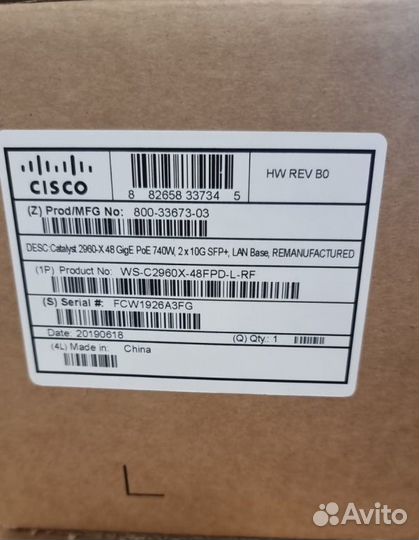 CISCO
8 82658 33734 5
HW REV B0
(Z) Prod/MFG No: 800-33673-03
DESC:Catalyst 2960-X 48 GigE PoE 740W, 2 x 10G SFP+, LAN Base, REMANUFACTURED
(1P) Product No: WS-C2960X-48FPD-L-RF
(S) Serial #: FCW1926A3FG
Date: 20190618
(Q) Qty.: 1
(4L) Made in: China
Avito